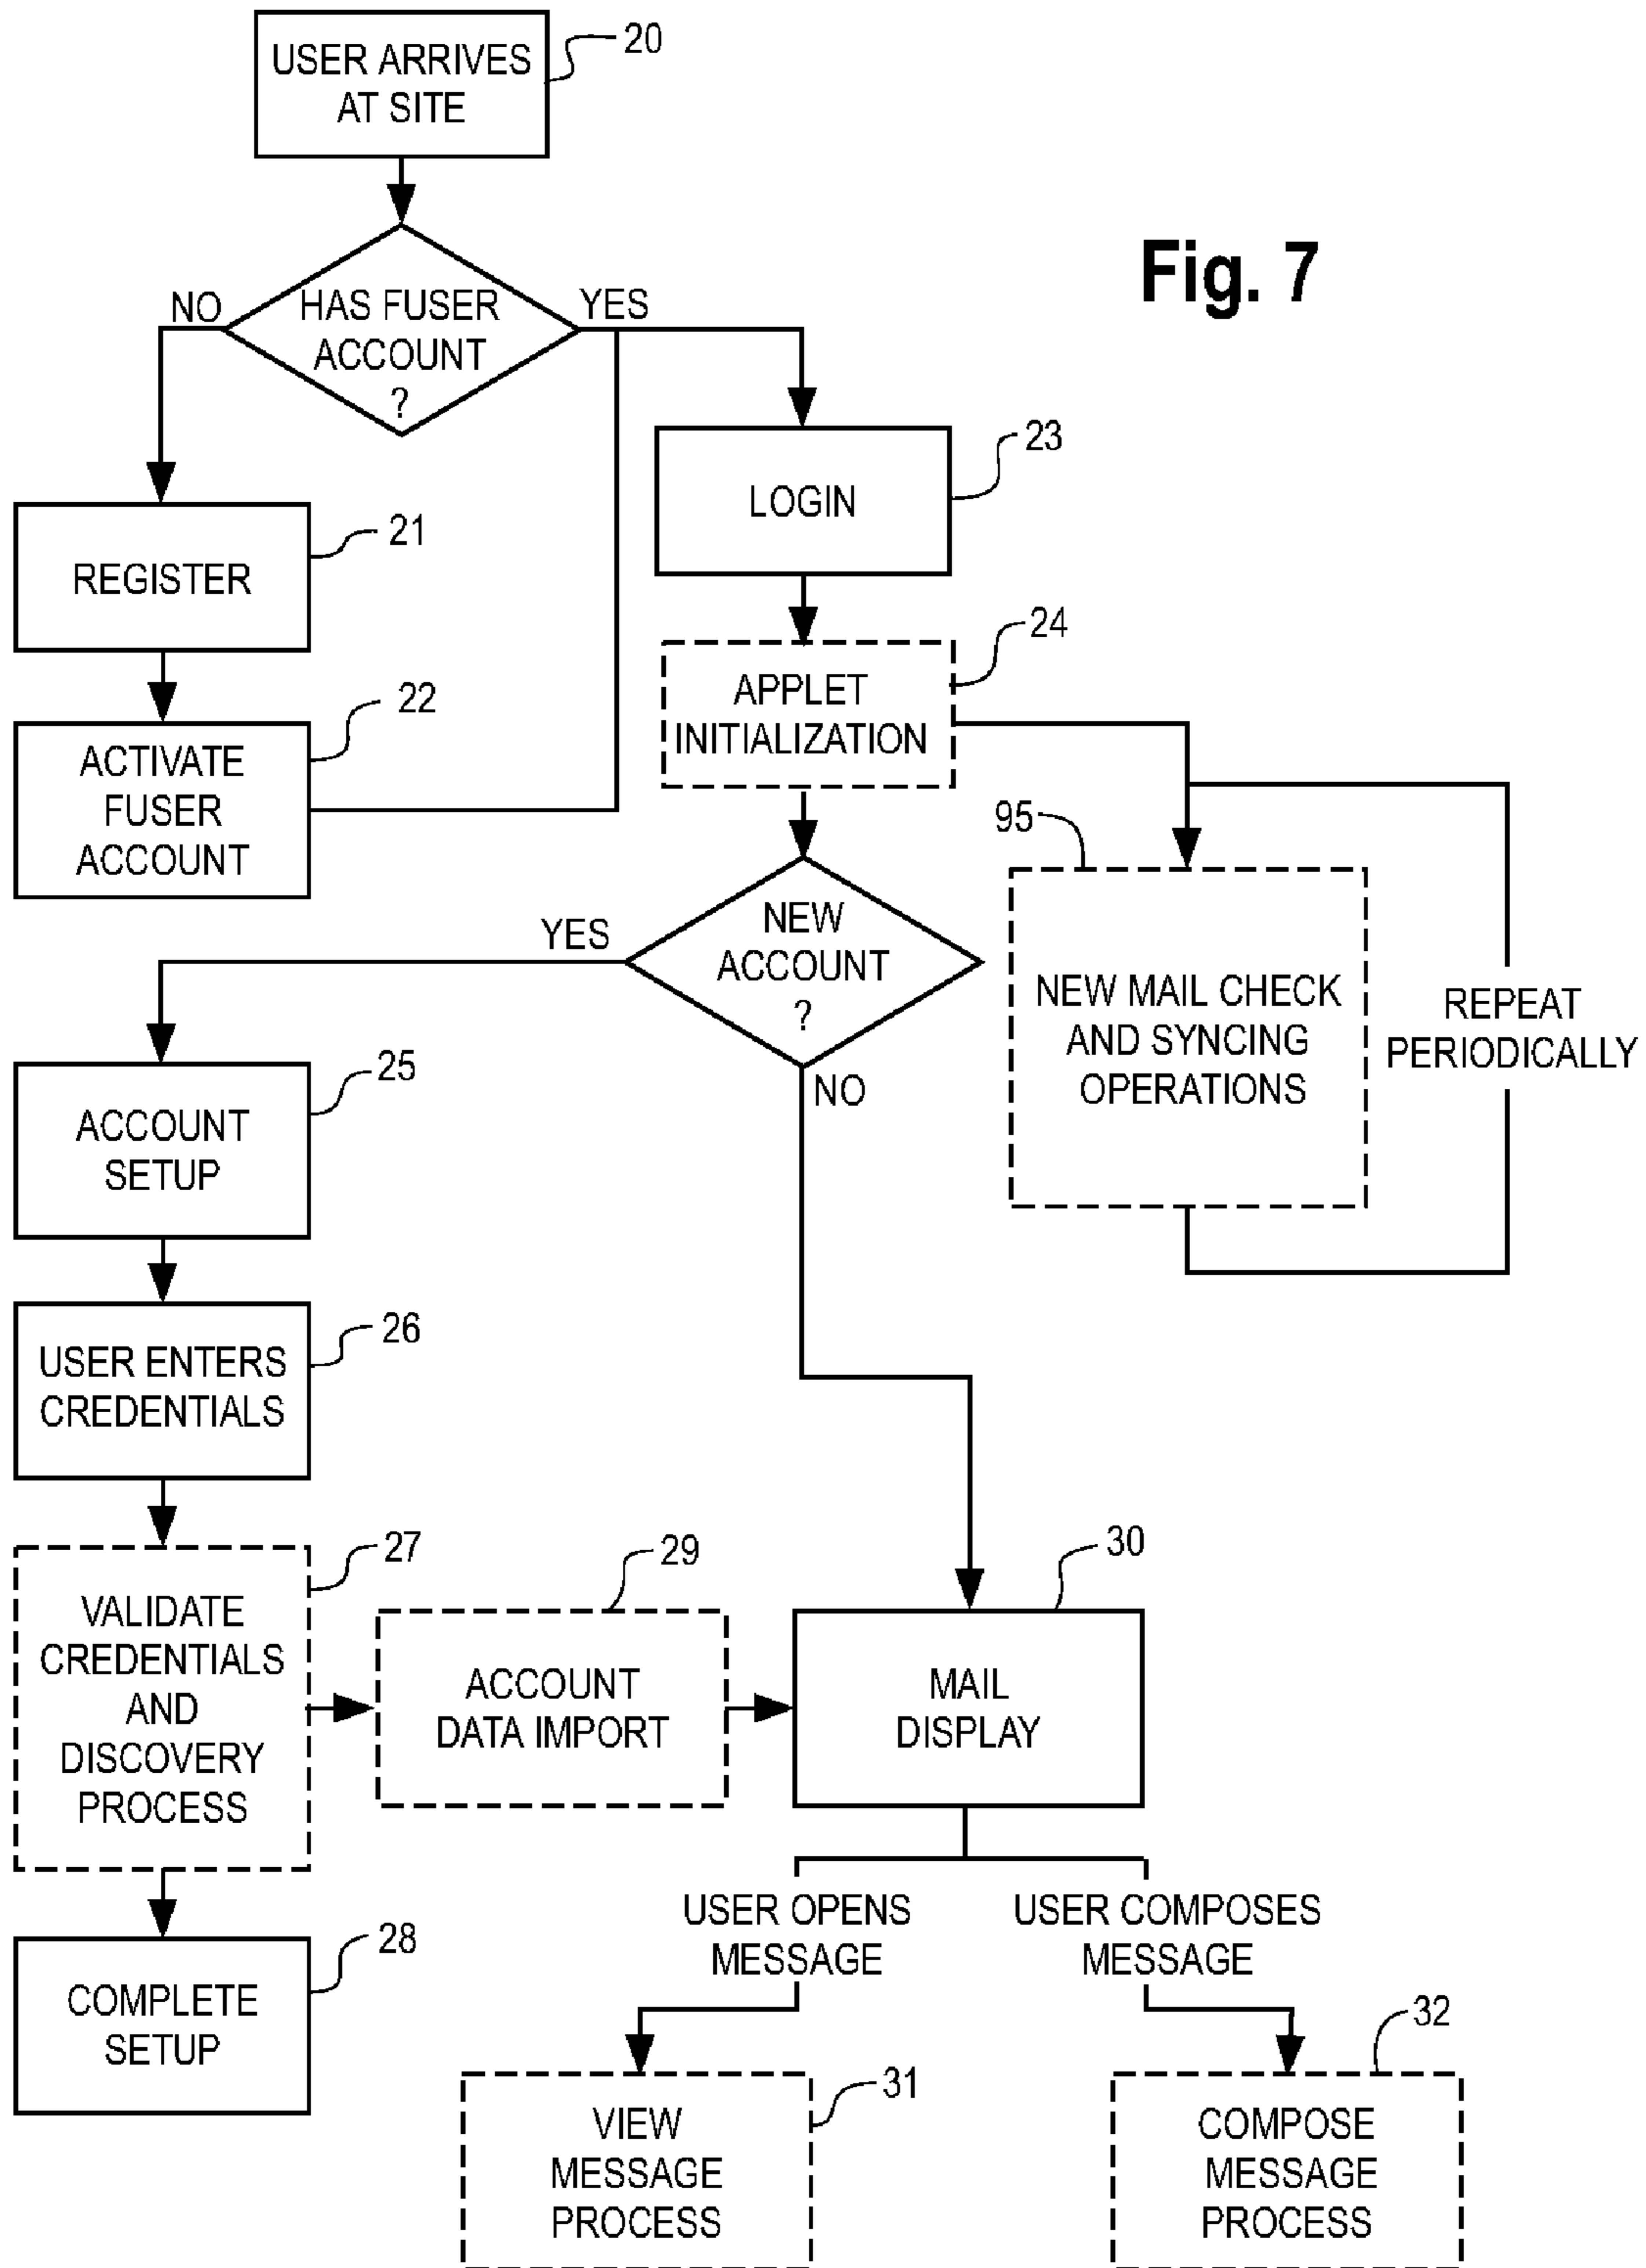 USER ARRIVES
AT SITE
20
Fig. 7
NO
HAS FUSER
ACCOUNT
?
YES
23
LOGIN
21
REGISTER
24
APPLET
INITIALIZATION
22
ACTIVATE
FUSER
ACCOUNT
95
NEW
ACCOUNT
?
YES
NO
NEW MAIL CHECK
AND SYNCING
OPERATIONS
REPEAT
PERIODICALLY
25
ACCOUNT
SETUP
26
USER ENTERS
CREDENTIALS
27
VALIDATE
CREDENTIALS
AND
DISCOVERY
PROCESS
29
ACCOUNT
DATA IMPORT
30
MAIL
DISPLAY
USER OPENS
MESSAGE
USER COMPOSES
MESSAGE
28
COMPLETE
SETUP
31
VIEW
MESSAGE
PROCESS
32
COMPOSE
MESSAGE
PROCESS